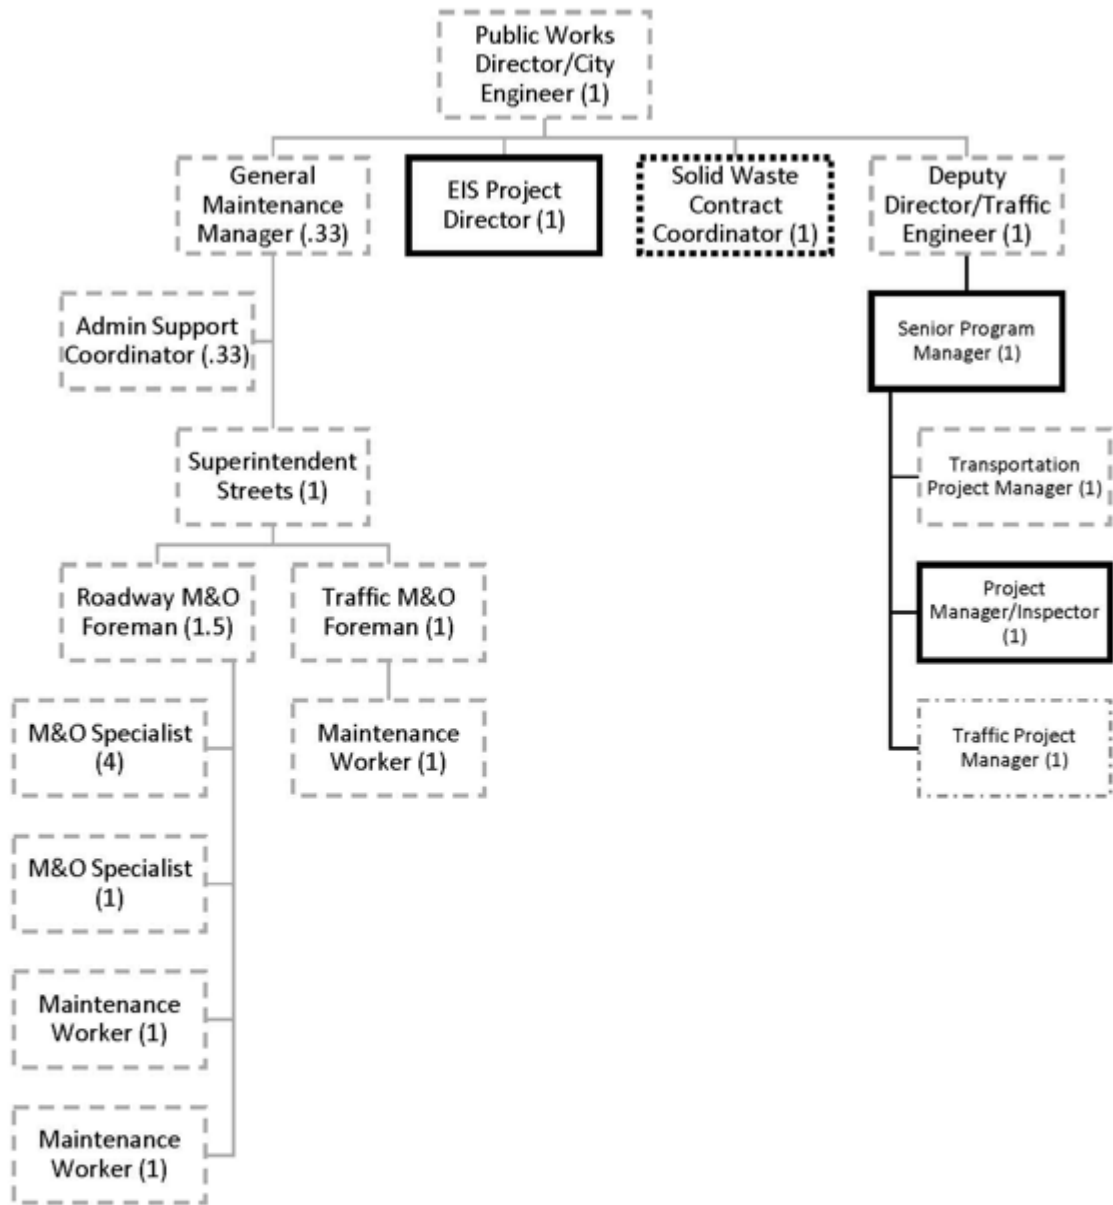 Public Works
Director/City
Engineer (1)
General
Maintenance
Manager (.33)
EIS Project
Director (1)
Solid Waste
Contract
Coordinator (1)
Deputy
Director/Traffic
Engineer (1)
Admin Support
Coordinator (.33)
Senior Program
Manager (1)
Superintendent
Streets (1)
Transportation
Project Manager (1)
Roadway M&O
Foreman (1.5)
Traffic M&O
Foreman (1)
Project
Manager/Inspector
(1)
M&O Specialist
(4)
Maintenance
Worker (1)
Traffic Project
Manager (1)
M&O Specialist
(1)
Maintenance
Worker (1)
Maintenance
Worker (1)